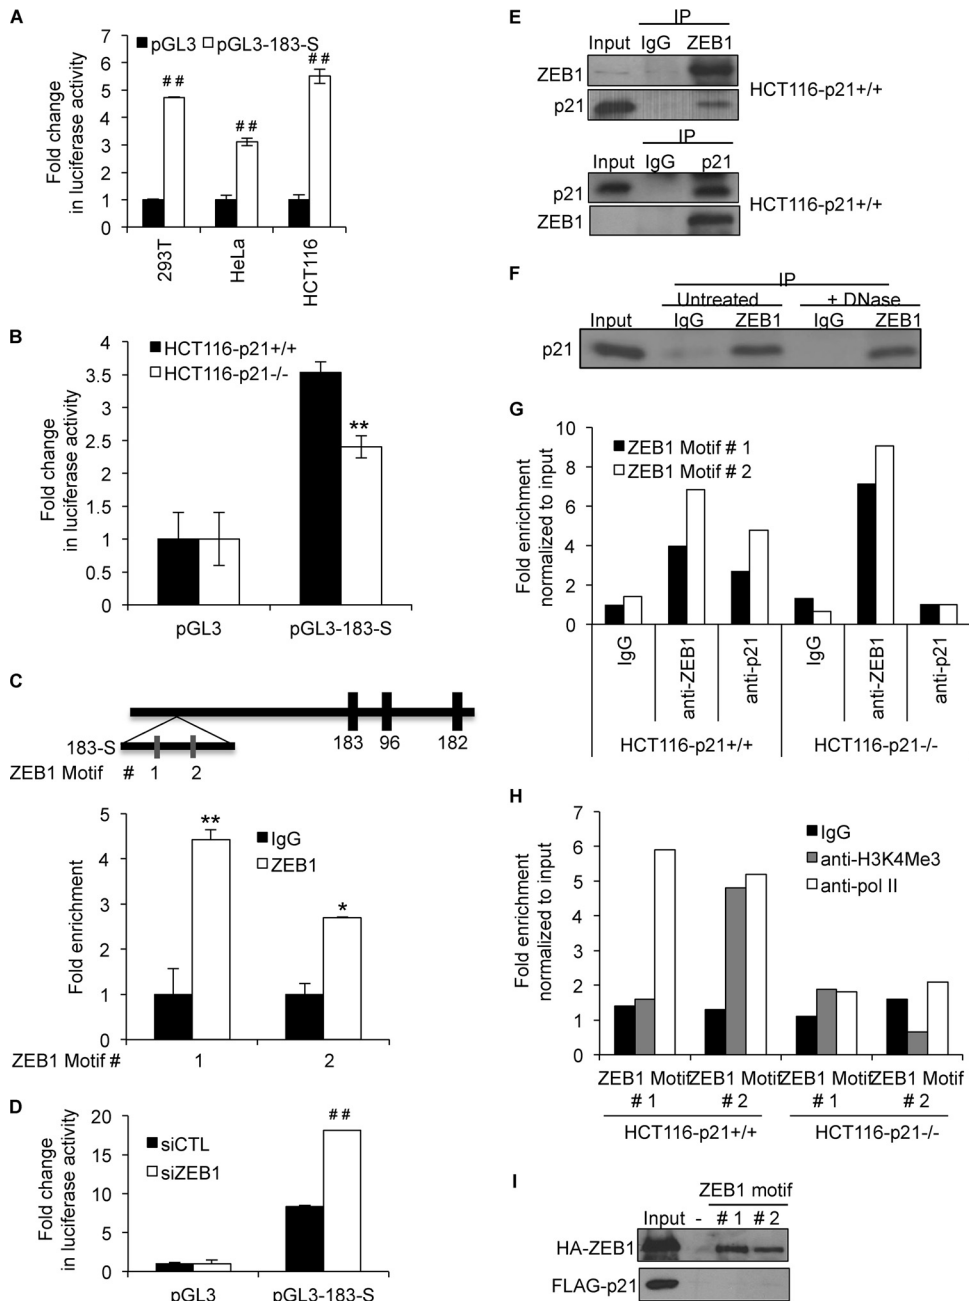 A
pGL3 pGL3-183-S
Fold change
in luciferase activity
7
6
5
4
3
2
1
0
##
##
##
293T
HeLa
HCT116
B
HCT116-p21+/+
HCT116-p21-/-
Fold change
in luciferase activity
4
3.5
3
2.5
2
1.5
1
0.5
0
**
pGL3
pGL3-183-S
C
183 96 182
183-S
ZEB1 Motif # 1 2
Fold enrichment
5
4
3
2
1
0
**
*
IgG
ZEB1
ZEB1 Motif # 1 2
D
siCTL
siZEB1
Fold change
in luciferase activity
20
15
10
5
0
##
pGL3
pGL3-183-S
E
IP
Input IgG ZEB1
ZEB1
p21
HCT116-p21+/+
IP
Input IgG p21
p21
ZEB1
HCT116-p21+/+
F
IP
Untreated + DNase
Input IgG ZEB1 IgG ZEB1
p21
G
ZEB1 Motif # 1
ZEB1 Motif # 2
Fold enrichment
normalized to input
10
8
6
4
2
0
IgG
anti-ZEB1
anti-p21
IgG
anti-ZEB1
anti-p21
HCT116-p21+/+
HCT116-p21-/-
H
IgG
anti-H3K4Me3
anti-pol II
Fold enrichment
normalized to input
7
6
5
4
3
2
1
0
ZEB1 Motif ZEB1 Motif ZEB1 Motif ZEB1 Motif
# 1 # 2 # 1 # 2
HCT116-p21+/+ HCT116-p21-/-
I
ZEB1 motif
Input - # 1 # 2
HA-ZEB1
FLAG-p21